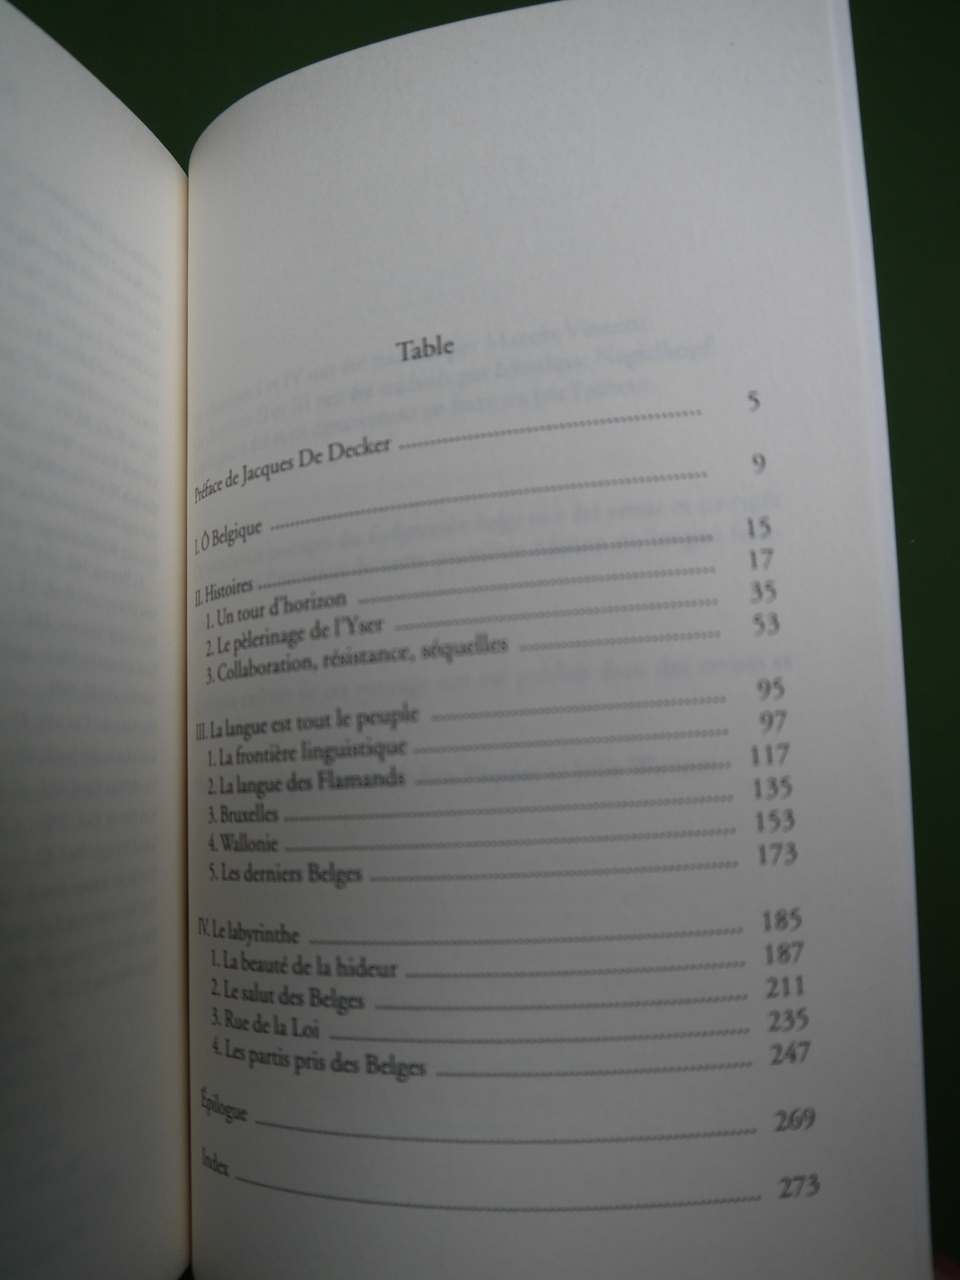 Table
Préface de Jacques De Decker ........ 5
I. Ô Belgique ........ 9
II. Histoires ........ 15
1. Un tour d'horizon ........ 17
2. Le pèlerinage de l'Yser ........ 35
3. Collaboration, résistance, séquelles ........ 53
III. La langue est tout le peuple ........ 95
1. La frontière linguistique ........ 97
2. La langue des Flamands ........ 117
3. Bruxelles ........ 135
4. Wallonie ........ 153
5. Les derniers Belges ........ 173
IV. Le labyrinthe ........ 185
1. La beauté de la hideur ........ 187
2. Le salut des Belges ........ 211
3. Rue de la Loi ........ 235
4. Les partis pris des Belges ........ 247
Épilogue ........ 269
Index ........ 273